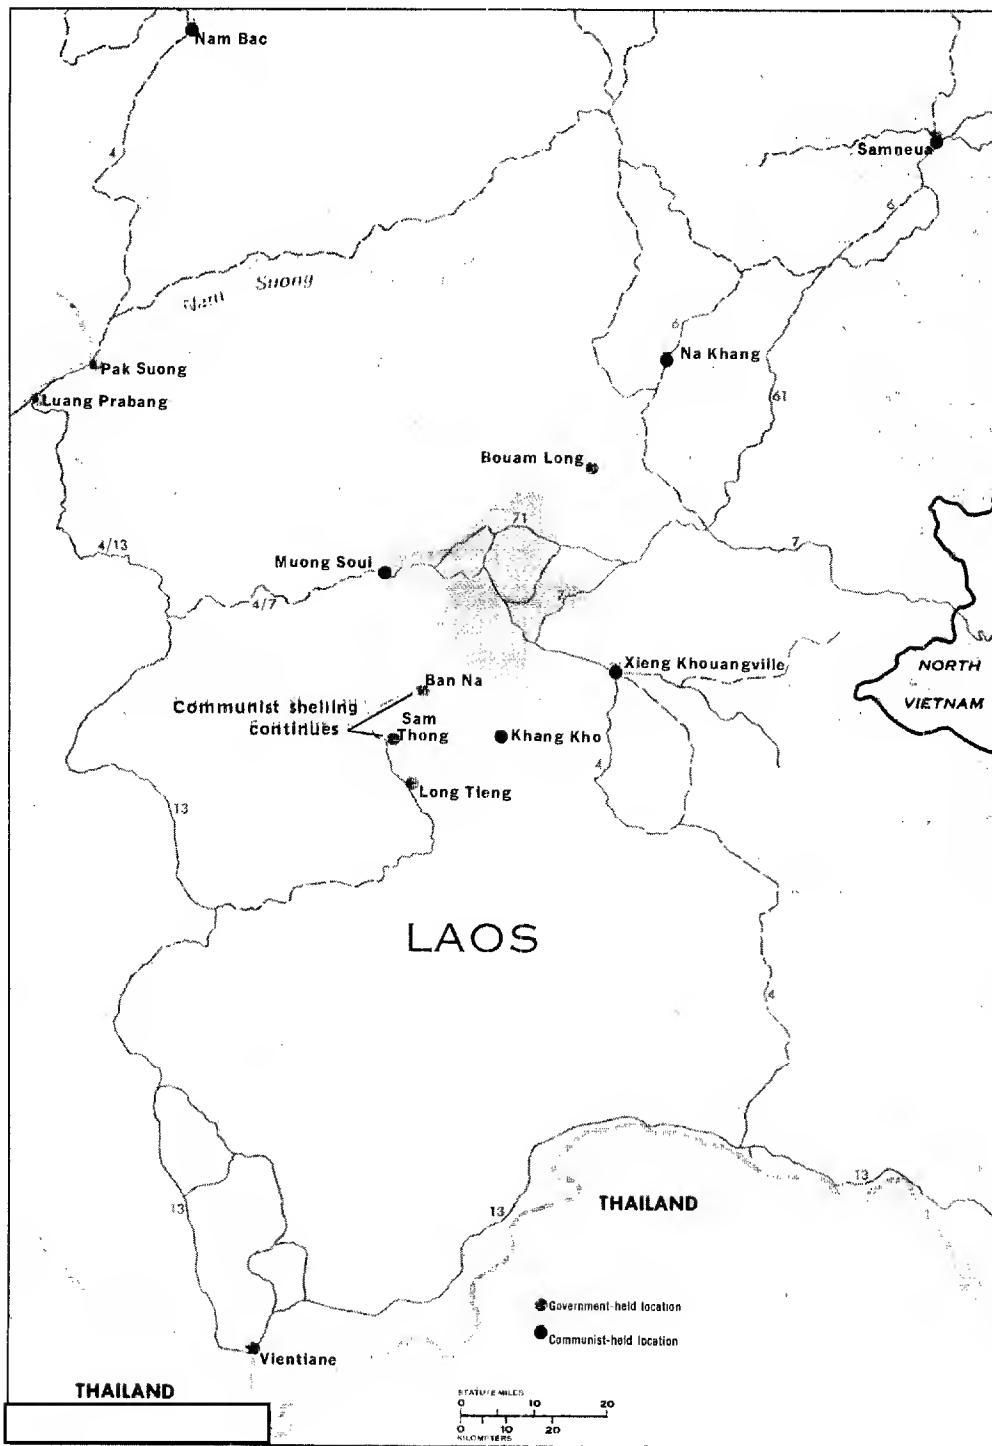 Nam Bac
Samneua
4
6
Nam Suong
6
Na Khang
Pak Suong
Luang Prabang
61
Bouam Long
71
4/13
7
Muong Soui
7
4/7
Xieng Khouangville
NORTH
VIETNAM
Ban Na
Communist shelling
continues
Sam
Thong
Khang Kho
4
Long Tieng
13
LAOS
4
13
THAILAND
13
13
Government-held location
Communist-held location
Vientiane
THAILAND
STATUTE MILES
0 10 20
0 10 20
KILOMETERS